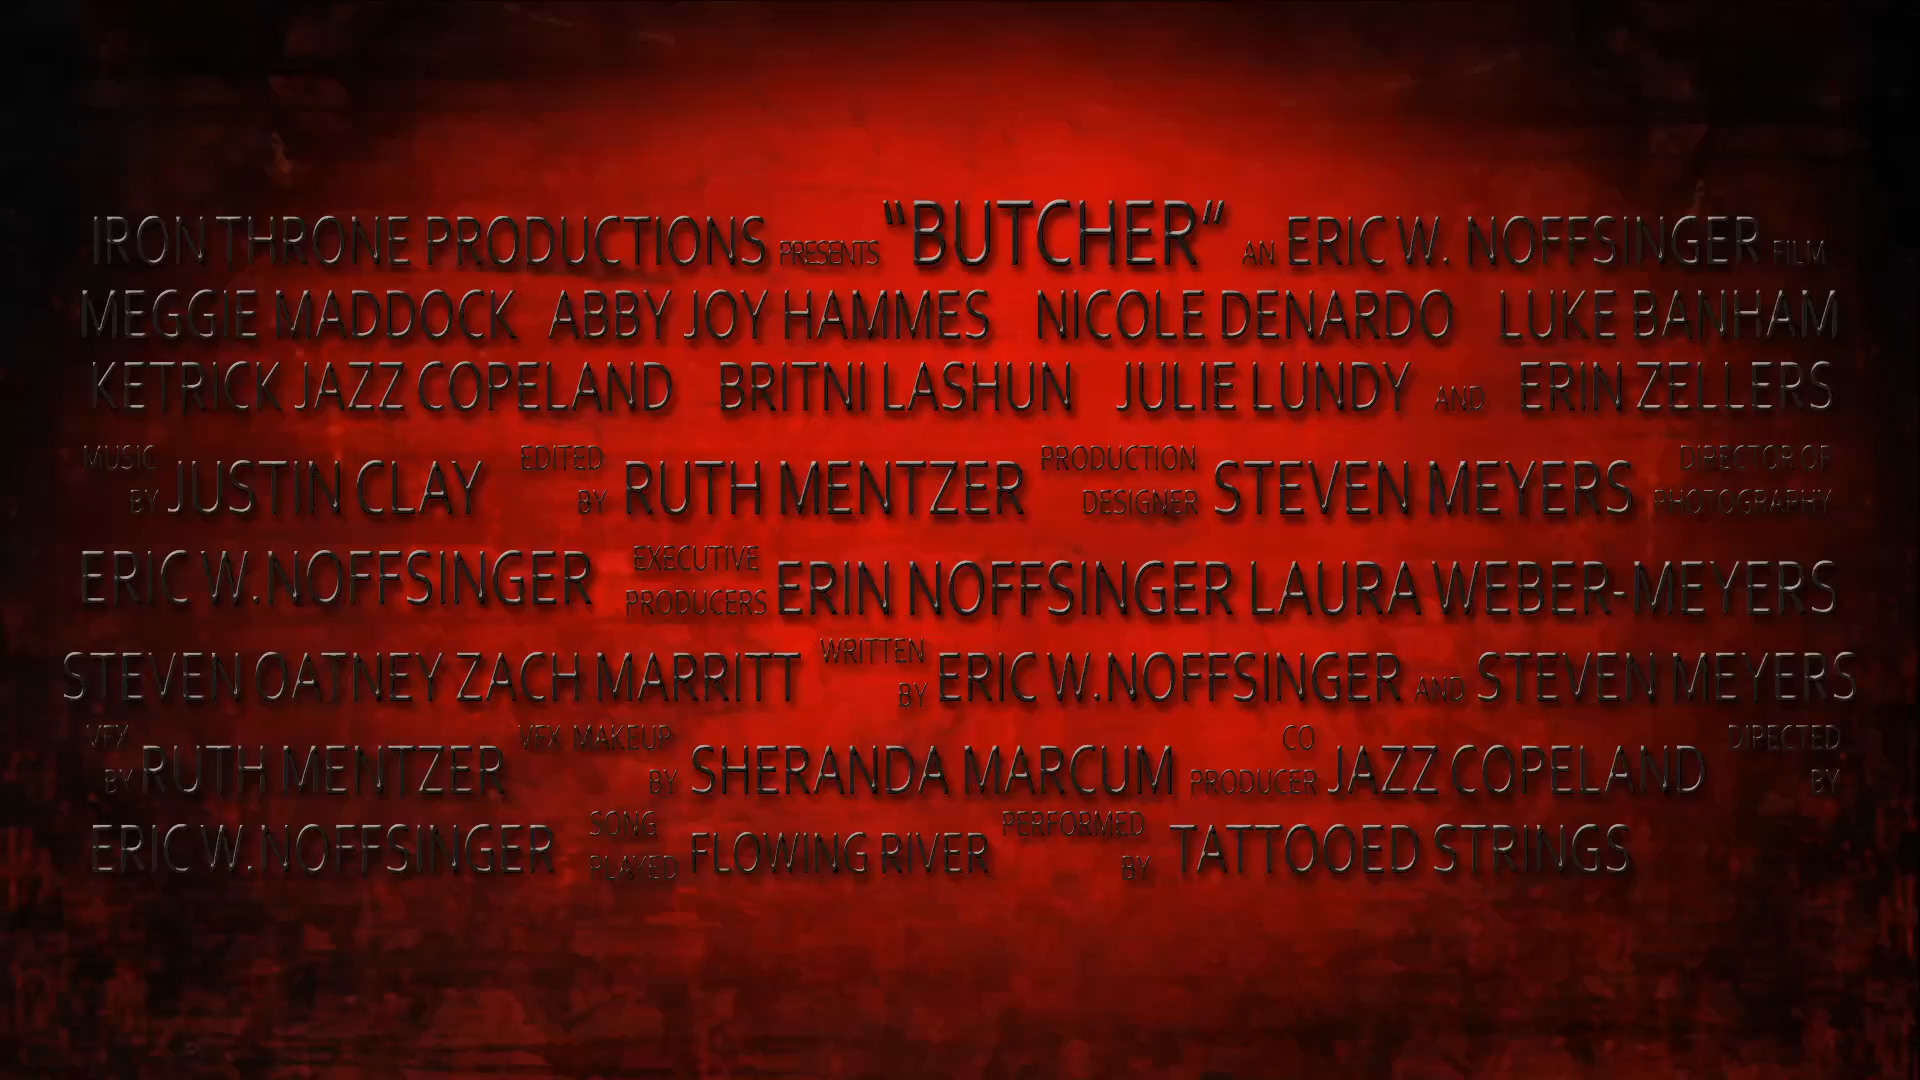 IRON THRONE PRODUCTIONS PRESENTS “BUTCHER” AN ERIC W. NOFFSINGER FILM
MEGGIE MADDOCK ABBY JOY HAMMES NICOLE DENARDO LUKE BANHAM
KETRICK JAZZ COPELAND BRITNI LASHUN JULIE LUNDY AND ERIN ZELLERS
MUSIC BY JUSTIN CLAY EDITED BY RUTH MENTZER PRODUCTION DESIGNER STEVEN MEYERS DIRECTOR OF PHOTOGRAPHY
ERIC W.NOFFSINGER EXECUTIVE PRODUCERS ERIN NOFFSINGER LAURA WEBER-MEYERS
STEVEN OATNEY ZACH MARRITT WRITTEN BY ERIC W.NOFFSINGER AND STEVEN MEYERS
VFX BY RUTH MENTZER VFX MAKEUP BY SHERANDA MARCUM CO PRODUCER JAZZ COPELAND DIRECTED BY
ERIC W.NOFFSINGER SONG PLAYED FLOWING RIVER PERFORMED BY TATTOOED STRINGS